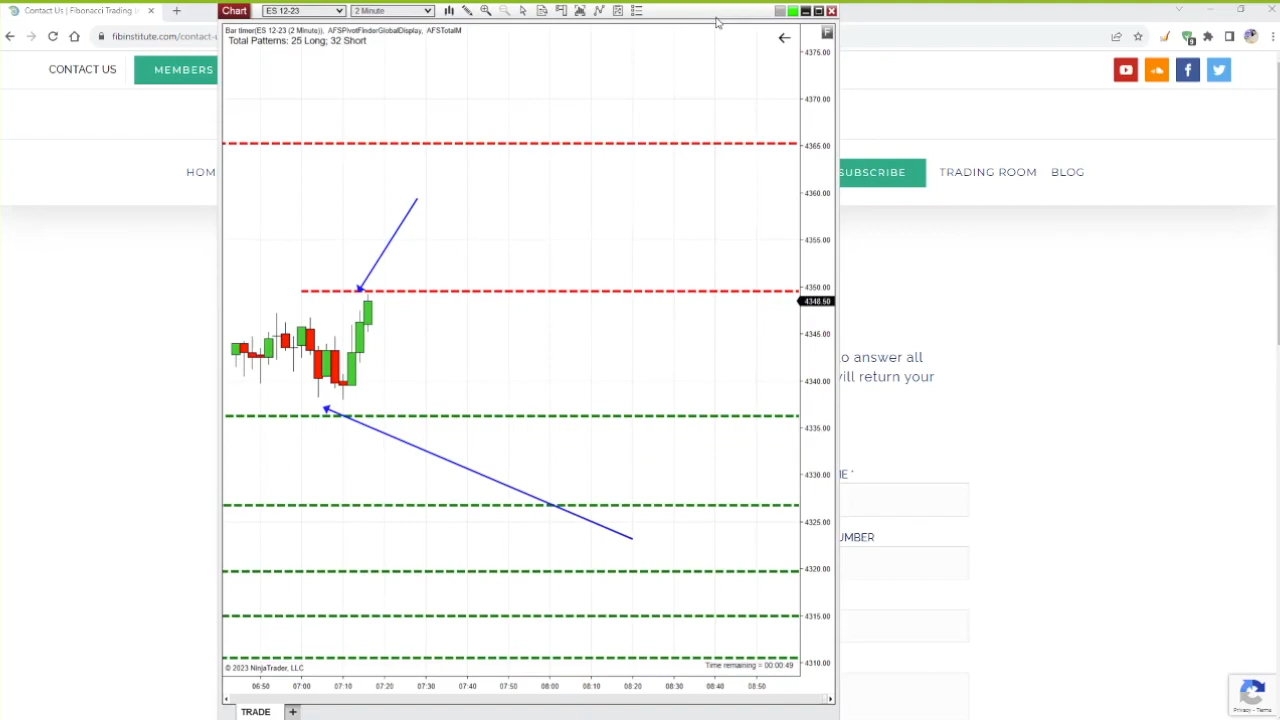 Contact Us | Fibonacci Trading
fibinstitute.com/contact-u
Chart
ES 12-23
2 Minute
Bar timer(ES 12-23 (2 Minute)), AFSPivotFinderGlobalDisplay, AFSTotalM
Total Patterns: 25 Long; 32 Short
F
CONTACT US
MEMBERS
HOM
SUBSCRIBE
TRADING ROOM
BLOG
4375.00
4370.00
4365.00
4360.00
4355.00
4350.00
4348.50
4345.00
4340.00
4335.00
4330.00
4325.00
4320.00
4315.00
4310.00
o answer all
will return your
ME *
UMBER
© 2023 NinjaTrader, LLC
Time remaining = 00:00:49
06:50
07:00
07:10
07:20
07:30
07:40
07:50
08:00
08:10
08:20
08:30
08:40
08:50
TRADE
Privacy - Terms